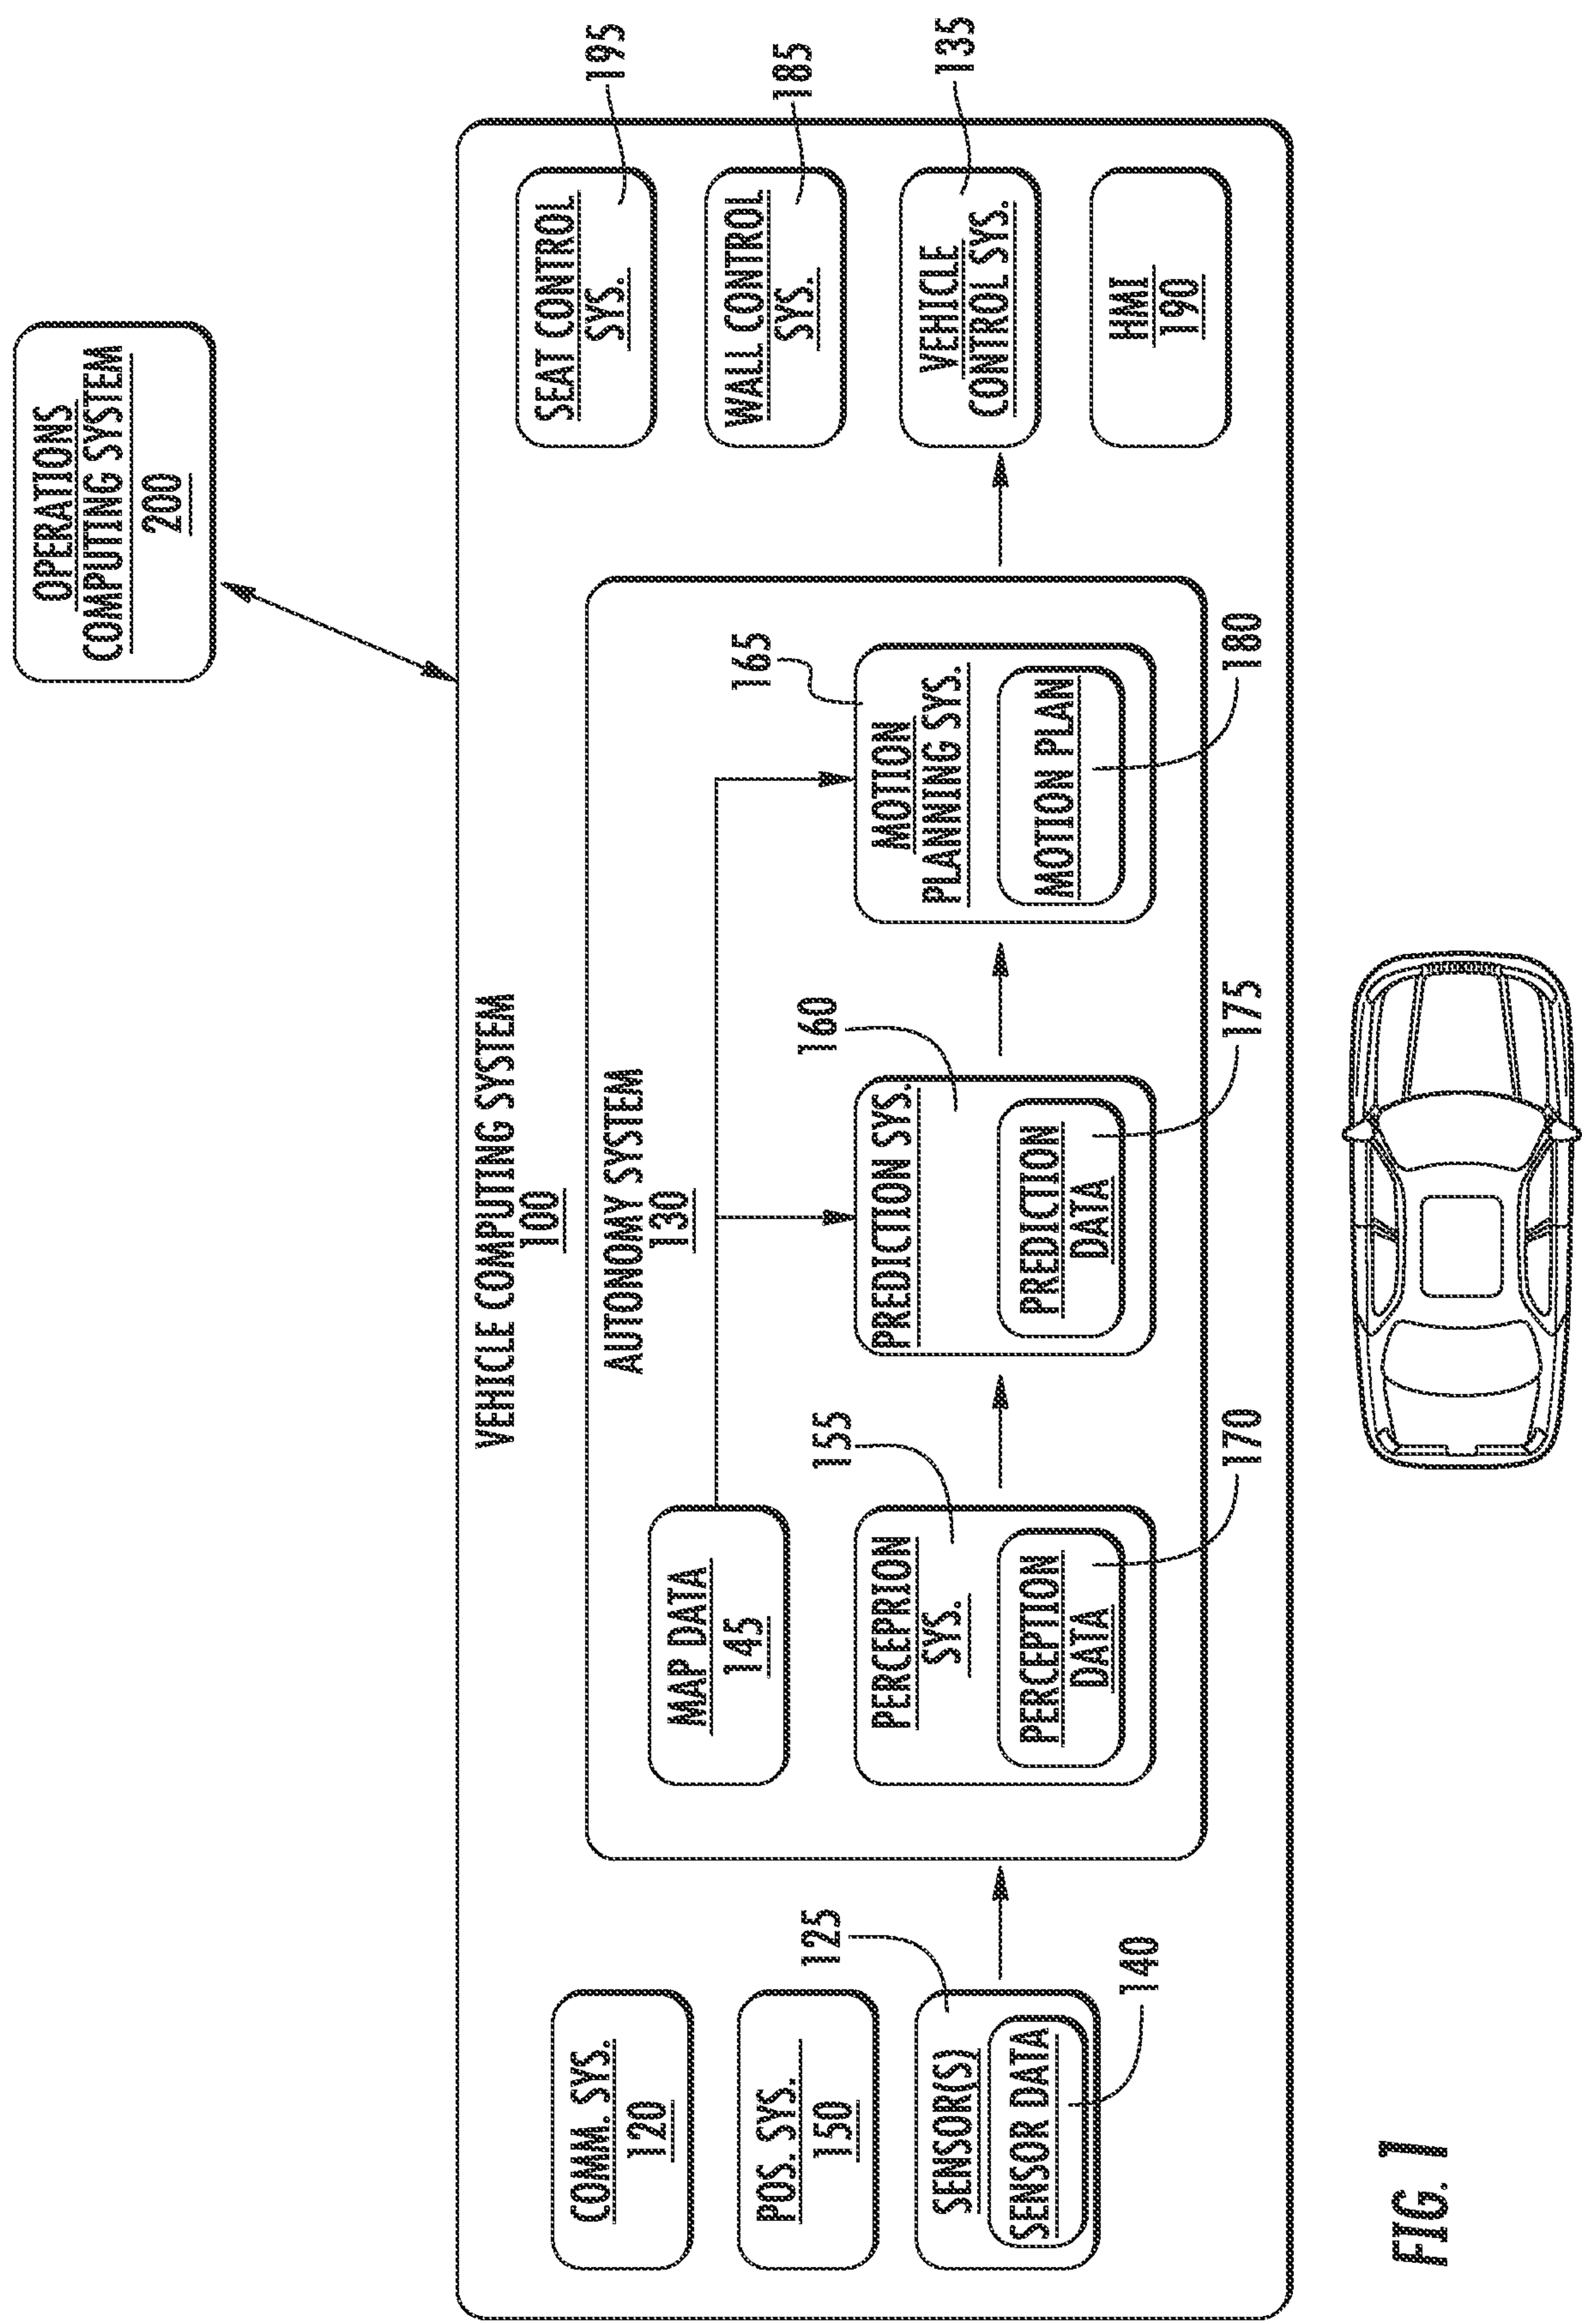 OPERATIONS
COMPUTING SYSTEM
200
VEHICLE COMPUTING SYSTEM
100
COMM. SYS.
120
POS. SYS.
150
125
SENSOR(S)
SENSOR DATA
140
AUTONOMY SYSTEM
130
MAP DATA
145
155
PERCEPRION
SYS.
PERCEPTION
DATA
170
160
PREDICTION SYS.
PREDICTION
DATA
175
165
MOTION
PLANNING SYS.
MOTION PLAN
180
SEAT CONTROL
SYS.
195
WALL CONTROL
SYS.
185
VEHICLE
CONTROL SYS.
135
HMI
190
FIG. 1